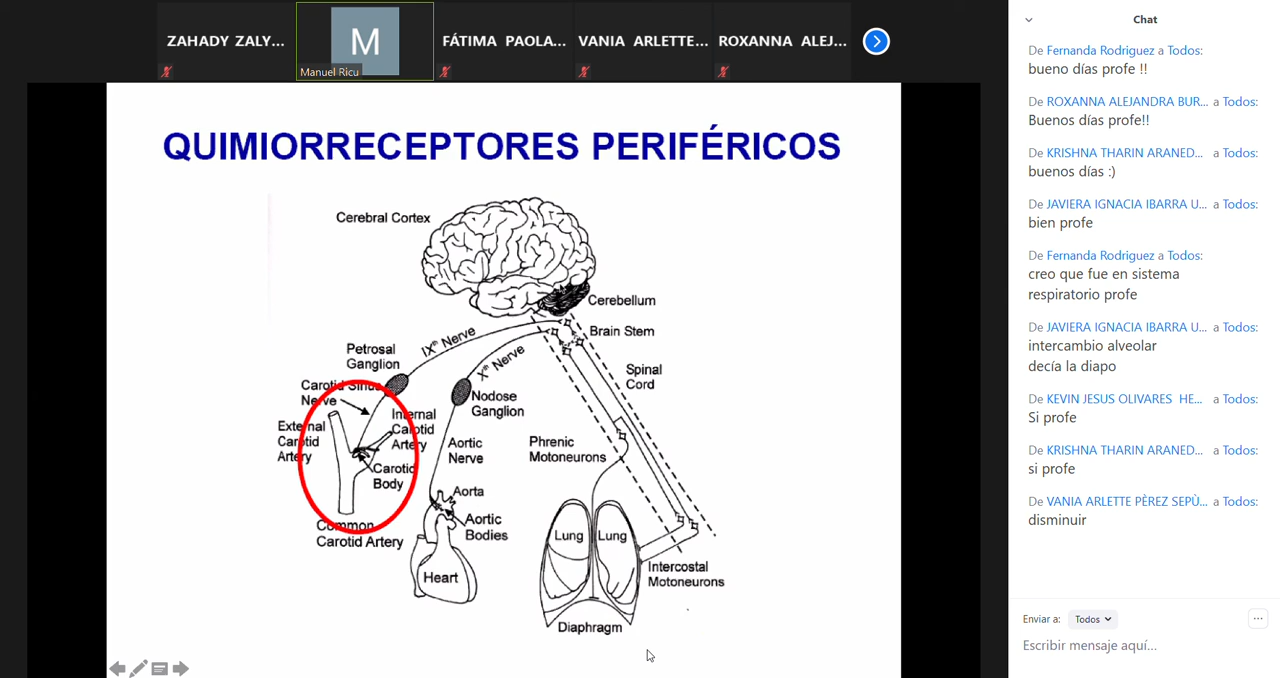 ZAHADY ZALY...
M
Manuel Ricu
FÁTIMA PAOLA...
VANIA ARLETTE...
ROXANNA ALEJ...
QUIMIORRECEPTORES PERIFÉRICOS
Cerebral Cortex
Cerebellum
Brain Stem
IXth Nerve
Xth Nerve
Petrosal
Ganglion
Spinal
Cord
Carotid Sinus
Nerve
Nodose
Ganglion
Internal
Carotid
Artery
External
Carotid
Artery
Aortic
Nerve
Phrenic
Motoneurons
Carotid
Body
Aorta
Aortic
Bodies
Common
Carotid Artery
Lung
Lung
Heart
Intercostal
Motoneurons
Diaphragm
Chat
De Fernanda Rodriguez a Todos:
bueno días profe !!
De ROXANNA ALEJANDRA BUR... a Todos:
Buenos días profe!!
De KRISHNA THARIN ARANED... a Todos:
buenos días :)
De JAVIERA IGNACIA IBARRA U... a Todos:
bien profe
De Fernanda Rodriguez a Todos:
creo que fue en sistema
respiratorio profe
De JAVIERA IGNACIA IBARRA U... a Todos:
intercambio alveolar
decía la diapo
De KEVIN JESUS OLIVARES HE... a Todos:
Si profe
De KRISHNA THARIN ARANED... a Todos:
si profe
De VANIA ARLETTE PÈREZ SEPÙ... a Todos:
disminuir
Enviar a: Todos
Escribir mensaje aquí...